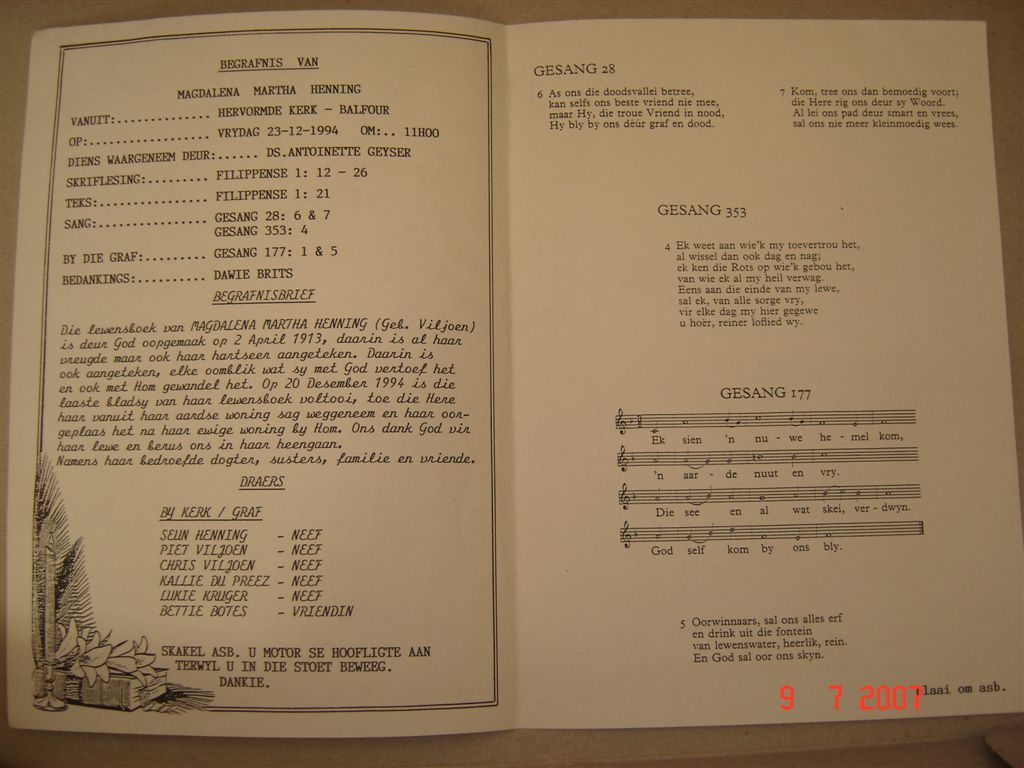 BEGRAFNIS VAN
MAGDALENA MARTHA HENNING
VANUIT:............. HERVORMDE KERK - BALFOUR
OP:................ VRYDAG 23-12-1994 OM:.. 11H00
DIENS WAARGENEEM DEUR:...... DS.ANTOINETTE GEYSER
SKRIFLESING:......... FILIPPENSE 1: 12 - 26
TEKS:................ FILIPPENSE 1: 21
SANG:................ GESANG 28: 6 & 7
GESANG 353: 4
BY DIE GRAF:......... GESANG 177: 1 & 5
BEDANKINGS:.......... DAWIE BRITS
BEGRAFNISBRIEF
Die lewensboek van MAGDALENA MARTHA HENNING (Geb. Viljoen)
is deur God oopgemaak op 2 April 1913, daarin is al haar
vreugde maar ook haar hartseer aangeteken. Daarin is
ook aangeteken, elke oomblik wat sy met God vertoef het
en ook met Hom gewandel het. Op 20 Desember 1994 is die
laaste bladsy van haar lewensboek voltooi, toe die Here
haar vanuit haar aardse woning sag weggeneem en haar oor-
geplaas het na haar ewige woning by Hom. Ons dank God vir
haar lewe en berus ons in haar heengaan.
Namens haar bedroefde dogter, susters, familie en vriende.
DRAERS
BY KERK / GRAF
SEUN HENNING - NEEF
PIET VILJOEN - NEEF
CHRIS VILJOEN - NEEF
KALLIE DU PREEZ - NEEF
LUKIE KRUGER - NEEF
BETTIE BOTES - VRIENDIN
SKAKEL ASB. U MOTOR SE HOOFLIGTE AAN
TERWYL U IN DIE STOET BEWEEG.
DANKIE.
GESANG 28
6 As ons die doodsvallei betree,
kan selfs ons beste vriend nie mee,
maar Hy, die troue Vriend in nood,
Hy bly by ons dèùr graf en dood.
7 Kom, tree ons dan bemoedig voort;
die Here rig ons deur sy Woord.
Al lei ons pad deur smart en vrees,
sal ons nie meer kleinmoedig wees.
GESANG 353
4 Ek weet aan wie'k my toevertrou het,
al wissel dan ook dag en nag;
ek ken die Rots op wie'k gebou het,
van wie ek al my heil verwag.
Eens aan die einde van my lewe,
sal ek, van alle sorge vry,
vir elke dag my hier gegewe
u hoër, reiner loflied wy.
GESANG 177
Ek sien 'n nu - we he - mel kom,
'n aar - de nuut en vry.
Die see en al wat skei, ver - dwyn.
God self kom by ons bly.
5 Oorwinnaars, sal ons alles erf
en drink uit die fontein
van lewenswater, heerlik, rein.
En God sal oor ons skyn.
laai om asb.
9 7 2007